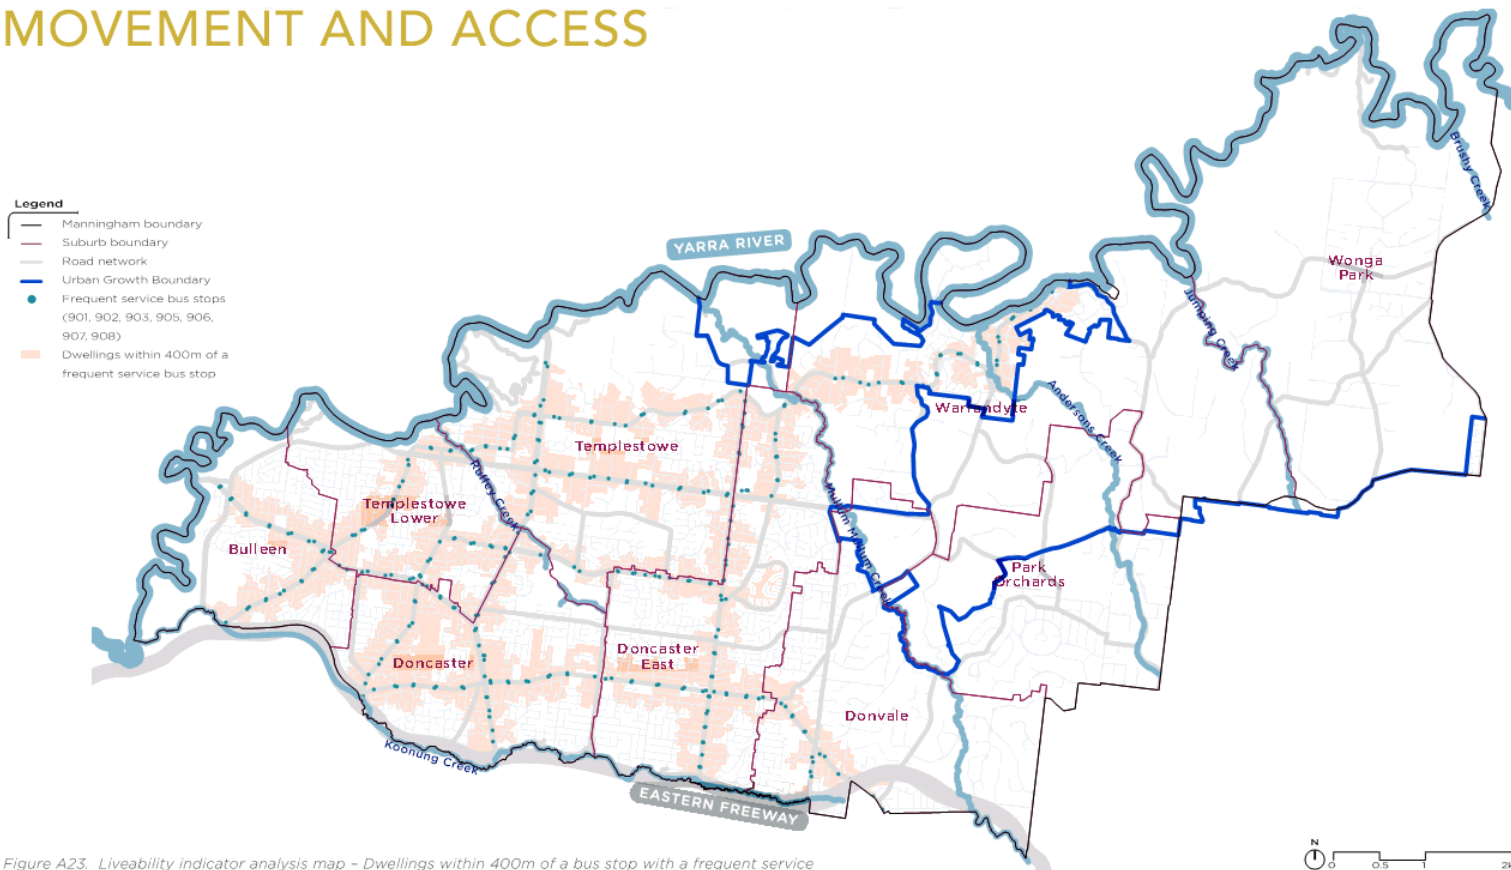 MOVEMENT AND ACCESS
Legend
Manningham boundary
Suburb boundary
Road network
Urban Growth Boundary
Frequent service bus stops
(901, 902, 903, 905, 906,
907, 908)
Dwellings within 400m of a
frequent service bus stop
YARRA RIVER
Brushy Creek
Wonga
Park
Jumping Creek
Warrandyte
Andersons Creek
Templestowe
Ruffey Creek
Templestowe
Lower
Mullum Mullum Creek
Bulleen
Park
Orchards
Doncaster
Doncaster
East
Donvale
Koonung Creek
EASTERN FREEWAY
N
0 0.5 1 2k
Figure A23. Liveability indicator analysis map – Dwellings within 400m of a bus stop with a frequent service